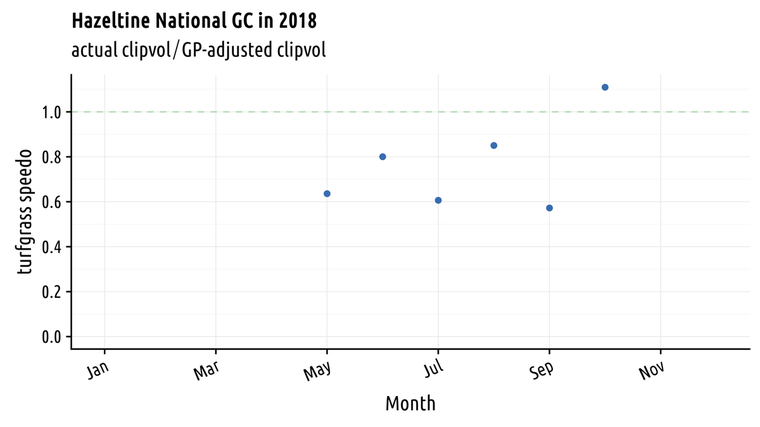 Hazeltine National GC in 2018
actual clipvol/GP-adjusted clipvol
turfgrass speedo
1.0
0.8
0.6
0.4
0.2
0.0
Jan
Mar
May
Jul
Sep
Nov
Month